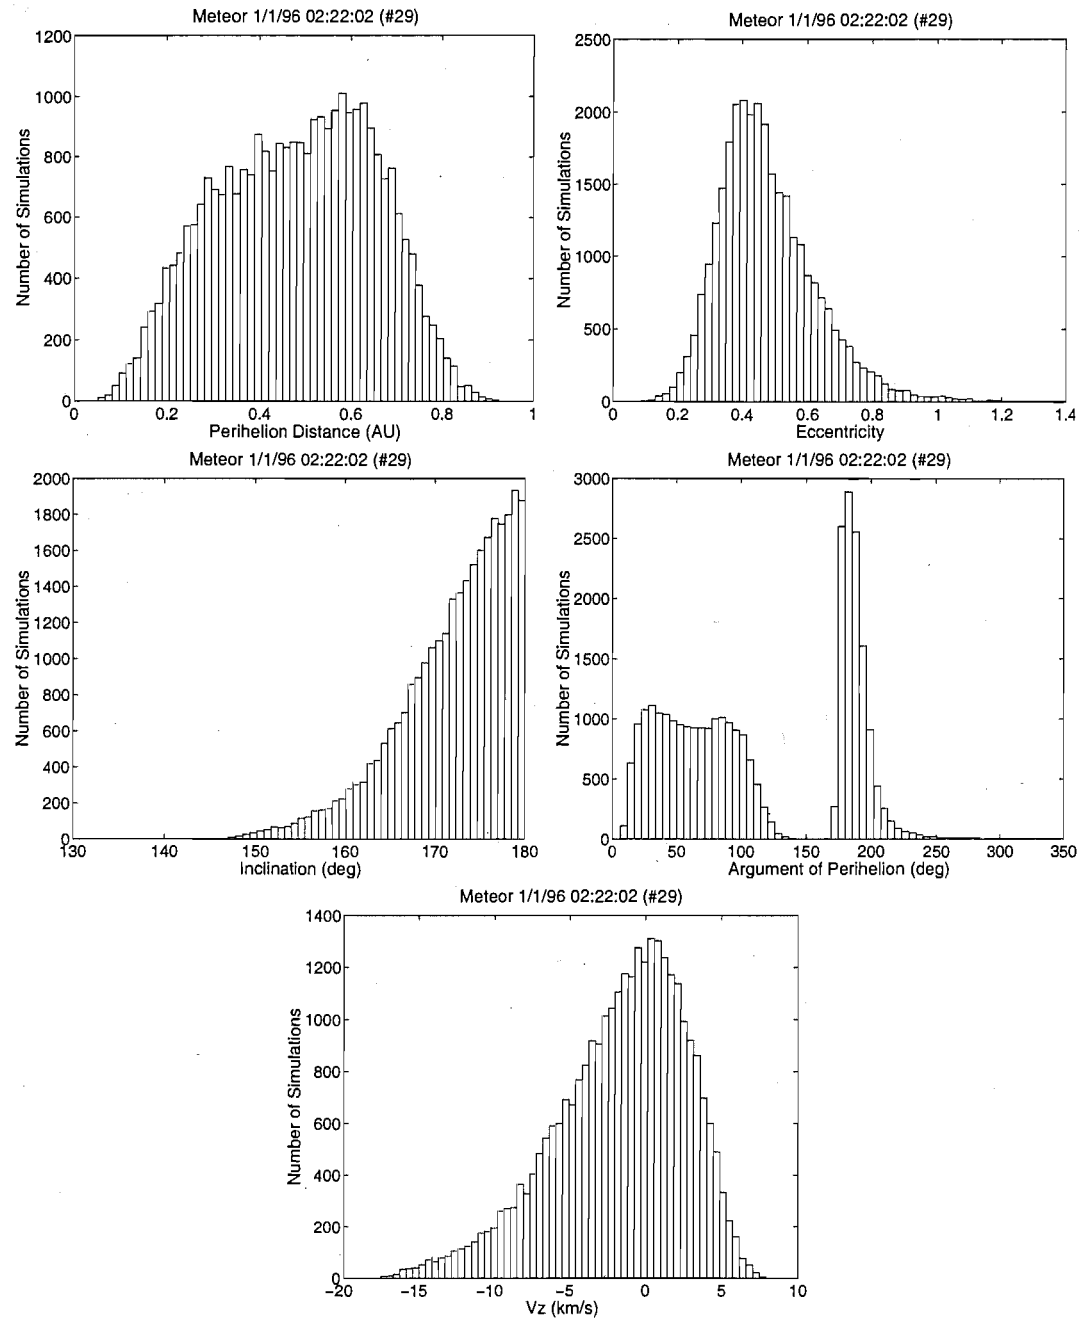 Meteor 1/1/96 02:22:02 (#29)
1200
1000
800
600
400
200
0
Number of Simulations
0 0.2 0.4 0.6 0.8 1
Perihelion Distance (AU)
Meteor 1/1/96 02:22:02 (#29)
2500
2000
1500
1000
500
0
Number of Simulations
0 0.2 0.4 0.6 0.8 1 1.2 1.4
Eccentricity
Meteor 1/1/96 02:22:02 (#29)
2000
1800
1600
1400
1200
1000
800
600
400
200
0
Number of Simulations
130 140 150 160 170 180
Inclination (deg)
Meteor 1/1/96 02:22:02 (#29)
3000
2500
2000
1500
1000
500
0
Number of Simulations
0 50 100 150 200 250 300 350
Argument of Perihelion (deg)
Meteor 1/1/96 02:22:02 (#29)
1400
1200
1000
800
600
400
200
0
Number of Simulations
−20 −15 −10 −5 0 5 10
Vz (km/s)